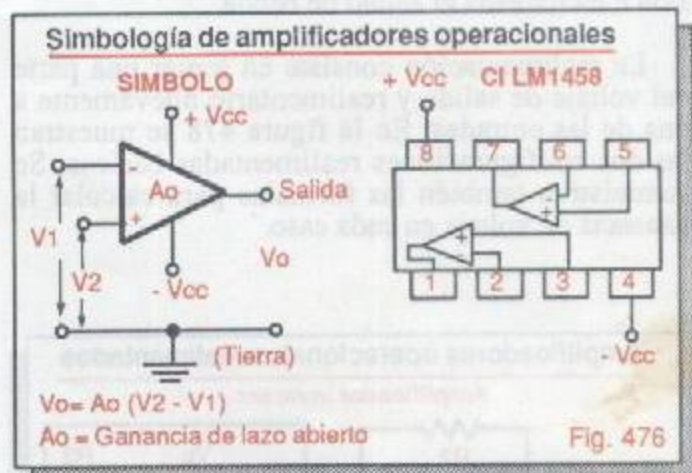 Simbología de amplificadores operacionales
SIMBOLO
+ Vcc
Ao
-
+
Salida
V1
V2
Vo
- Vcc
(Tierra)
Vo= Ao (V2 - V1)
Ao = Ganancia de lazo abierto
+ Vcc
CI LM1458
8 7 6 5
1 2 3 4
- Vcc
Fig. 476